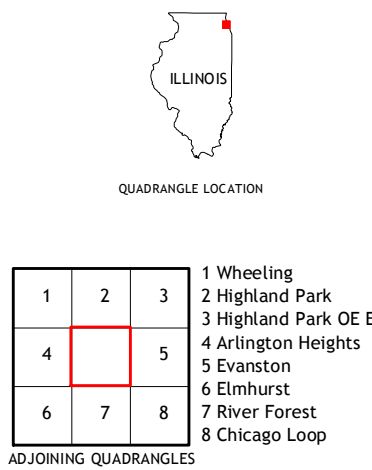 ILLINOIS
QUADRANGLE LOCATION
1 2 3
4 5
6 7 8
1 Wheeling
2 Highland Park
3 Highland Park OE E
4 Arlington Heights
5 Evanston
6 Elmhurst
7 River Forest
8 Chicago Loop
ADJOINING QUADRANGLES